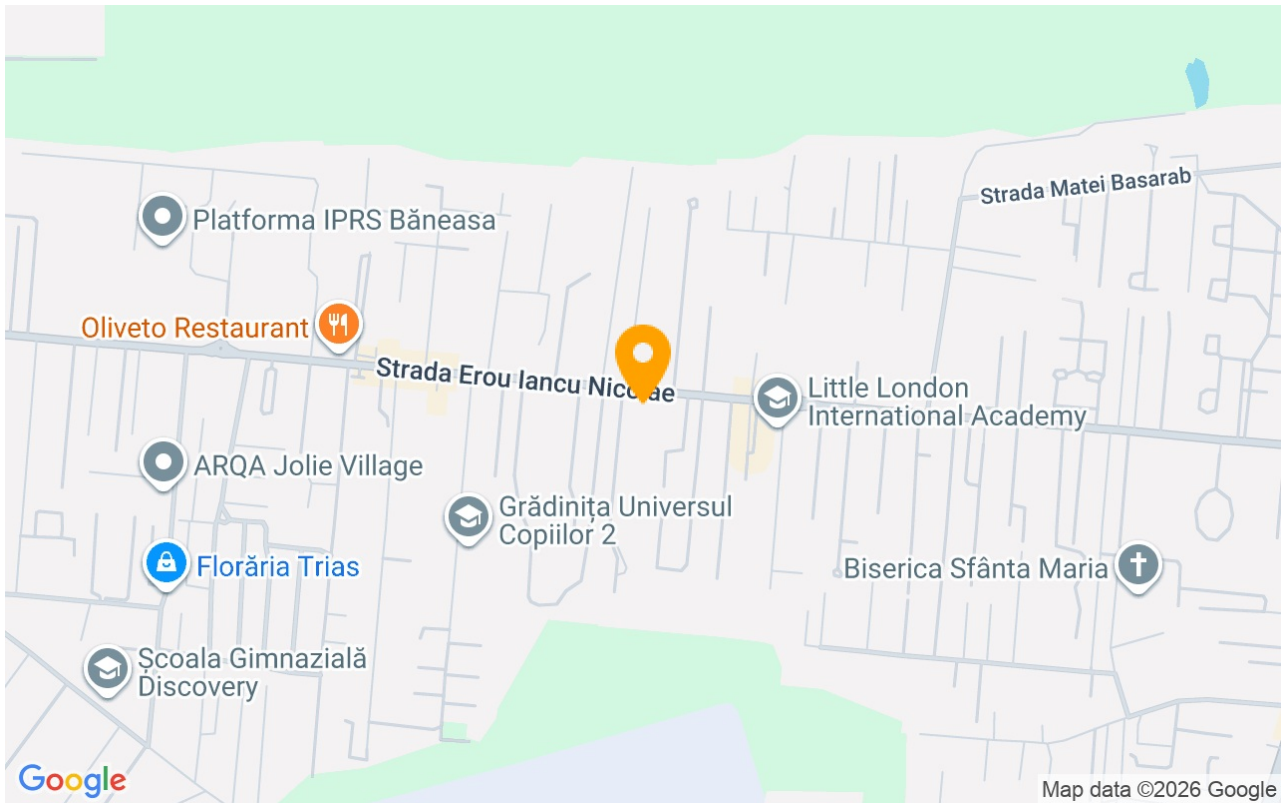 Strada Matei Basarab
Platforma IPRS Băneasa
Oliveto Restaurant
Strada Erou Iancu Nicolae
Little London
International Academy
ARQA Jolie Village
Grădinița Universul
Copiilor 2
Florăria Trias
Biserica Sfânta Maria
Școala Gimnazială
Discovery
Google
Map data ©2026 Google